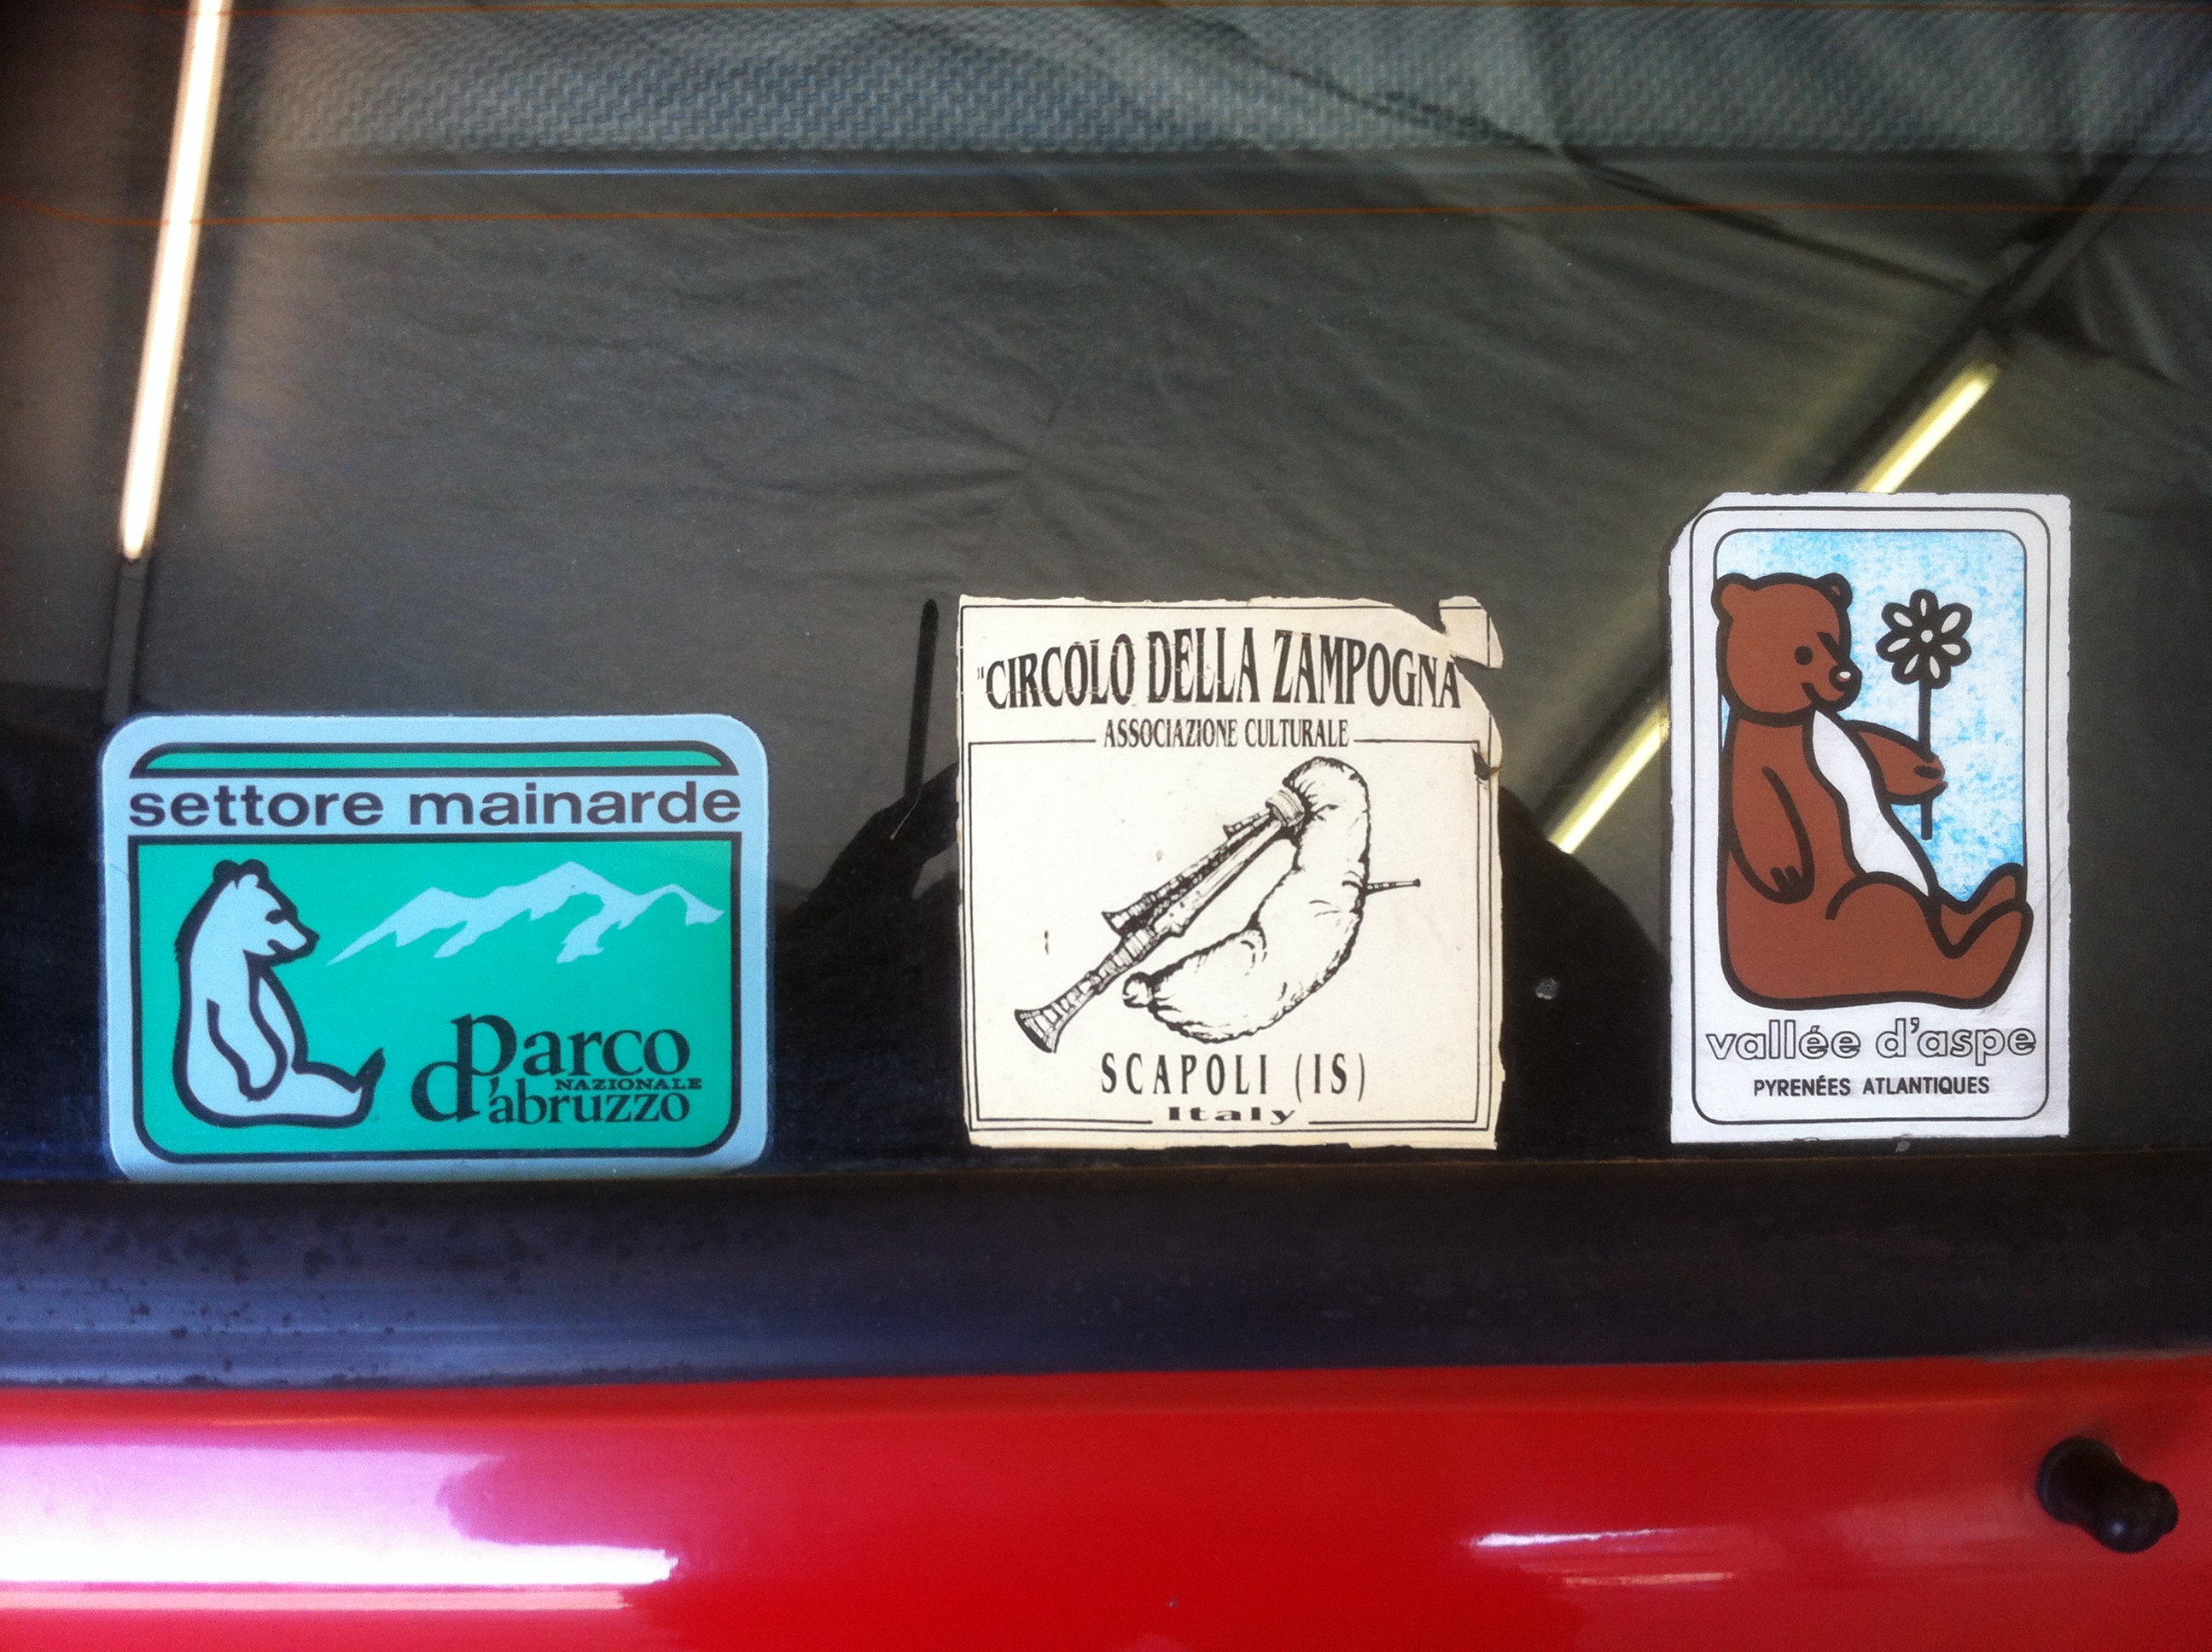 settore mainarde
parco
NAZIONALE
d'abruzzo
"CIRCOLO DELLA ZAMPOGNA
ASSOCIAZIONE CULTURALE
SCAPOLI (IS)
Italy
vallée d'aspe
PYRENÉES ATLANTIQUES